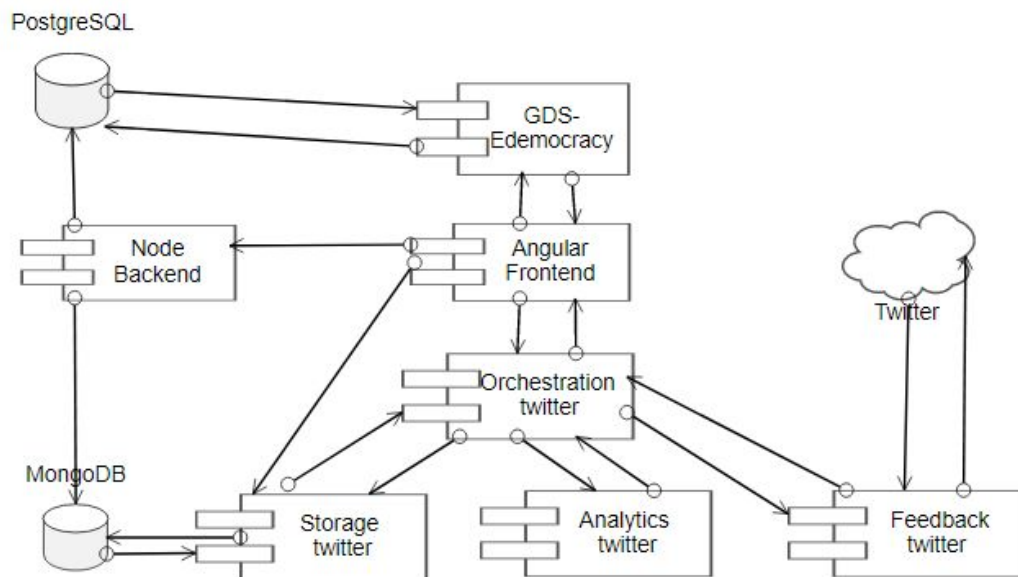 PostgreSQL
GDS-
Edemocracy
Node
Backend
Angular
Frontend
Twitter
Orchestration
twitter
MongoDB
Storage
twitter
Analytics
twitter
Feedback
twitter